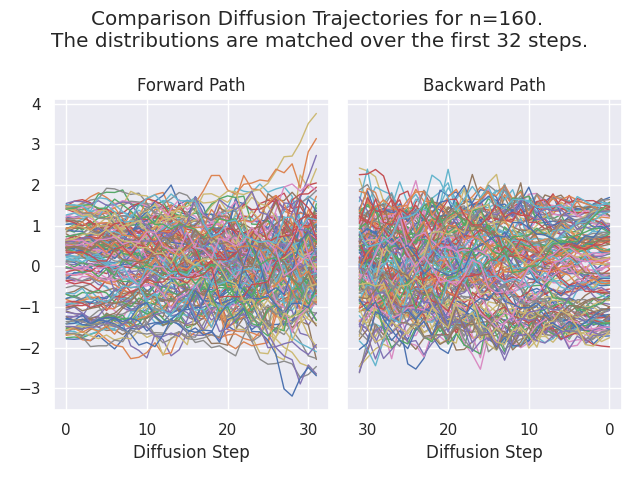 Comparison Diffusion Trajectories for n=160.
The distributions are matched over the first 32 steps.
Forward Path
Backward Path
4
3
2
1
0
−1
−2
−3
0 10 20 30
30 20 10 0
Diffusion Step
Diffusion Step